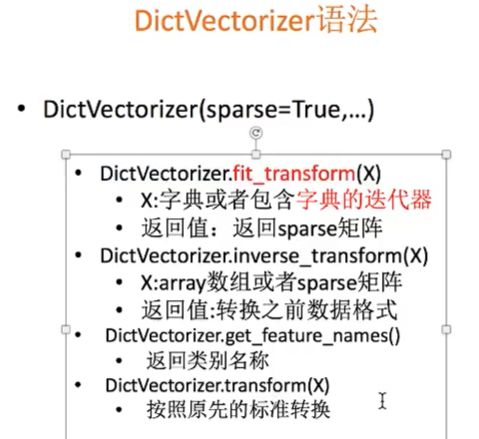 DictVectorizer语法
• DictVectorizer(sparse=True,…)
• DictVectorizer.fit_transform(X)
• X:字典或者包含字典的迭代器
• 返回值：返回sparse矩阵
• DictVectorizer.inverse_transform(X)
• X:array数组或者sparse矩阵
• 返回值:转换之前数据格式
• DictVectorizer.get_feature_names()
• 返回类别名称
• DictVectorizer.transform(X)
• 按照原先的标准转换